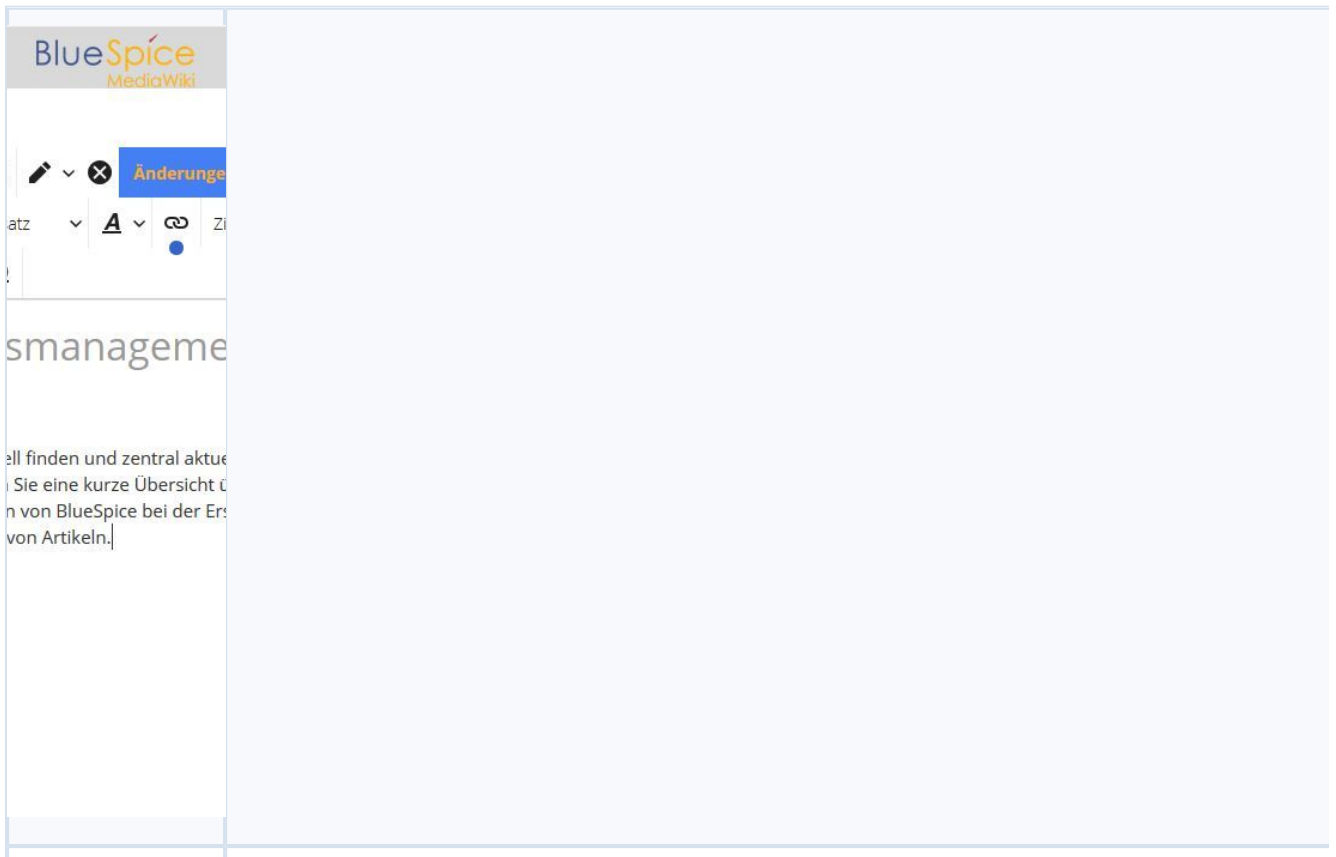 BlueSpice
MediaWiki
Änderunge
atz A Zi
smanageme
ell finden und zentral aktue
Sie eine kurze Übersicht ü
n von BlueSpice bei der Ers
von Artikeln.